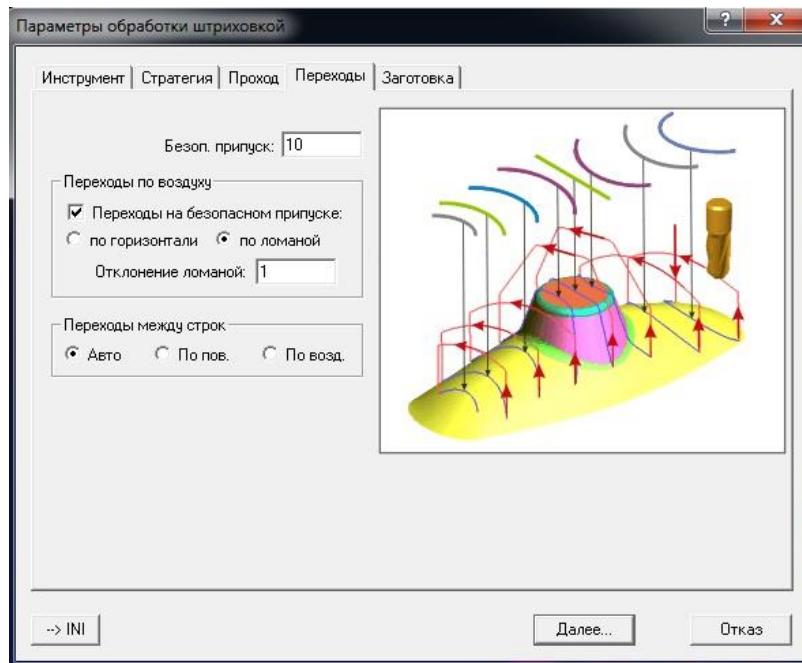 Параметры обработки штриховкой
?
X
Инструмент Стратегия Проход Переходы Заготовка
Безоп. припуск: 10
Переходы по воздуху
Переходы на безопасном припуске:
по горизонтали по ломаной
Отклонение ломаной: 1
Переходы между строк
Авто По пов. По возд.
--> INI Далее... Отказ